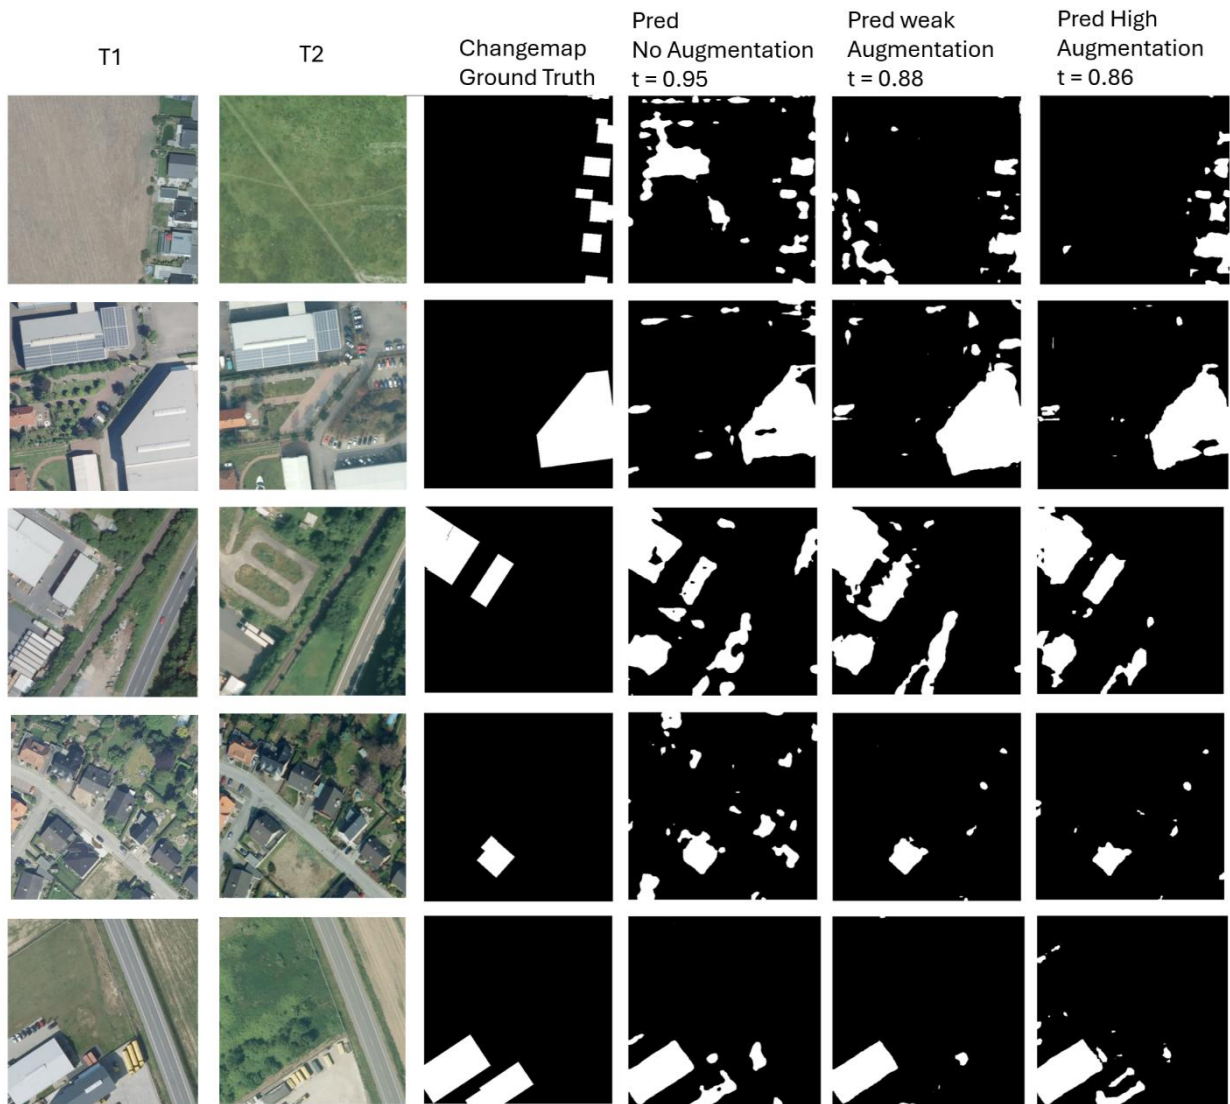 T1
T2
Changemap
Ground Truth
Pred
No Augmentation
t = 0.95
Pred weak
Augmentation
t = 0.88
Pred High
Augmentation
t = 0.86